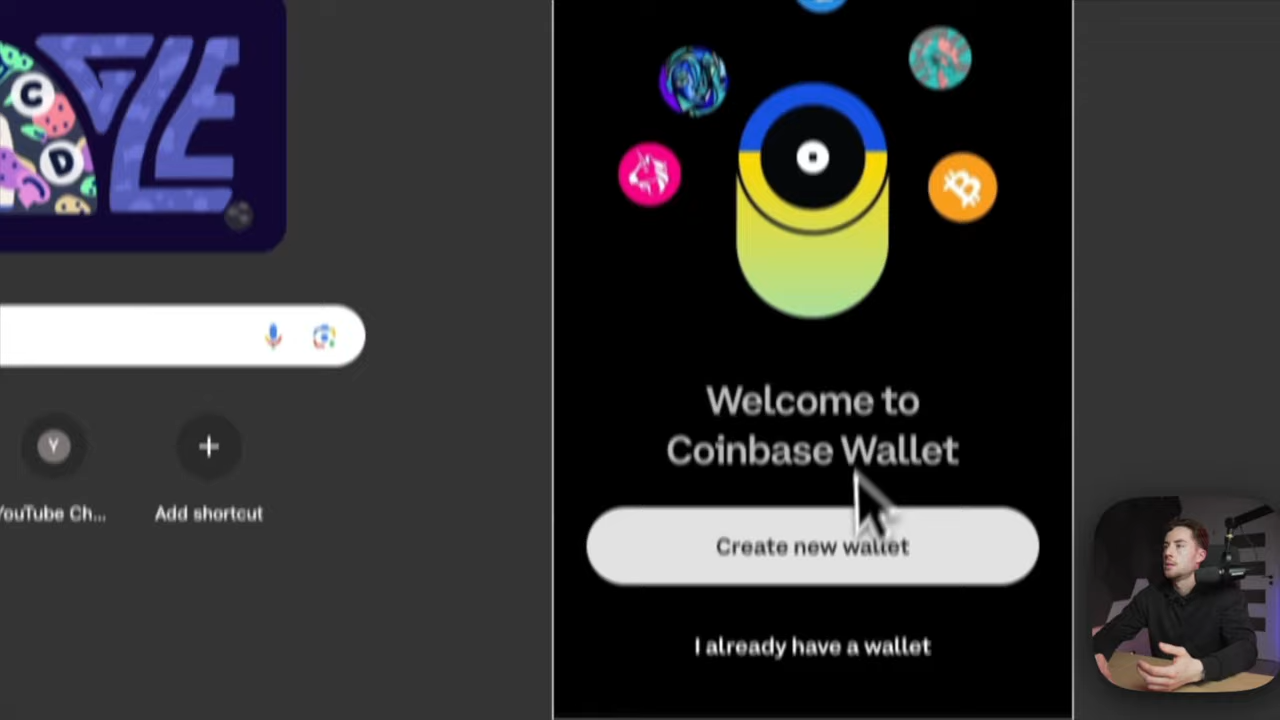 C
D
Y
YouTube Ch...
Add shortcut
Welcome to
Coinbase Wallet
Create new wallet
I already have a wallet